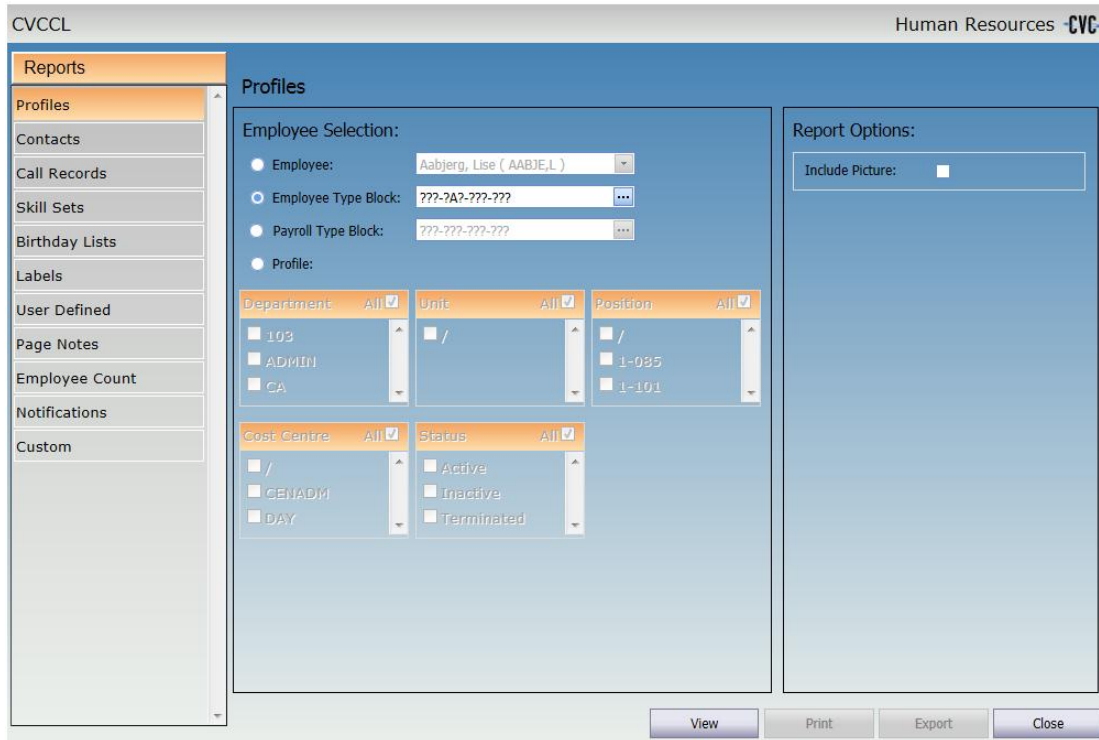 CVCCL
Human Resources CVC
Reports
Profiles
Contacts
Call Records
Skill Sets
Birthday Lists
Labels
User Defined
Page Notes
Employee Count
Notifications
Custom
Profiles
Employee Selection:
Employee: Aabjerg, Lise ( AABJE,L )
Employee Type Block: ???-?A?-???-??? ...
Payroll Type Block: ???-???-???-??? ...
Profile:
Department All
103
ADMIN
CA
Unit All
/
Position All
/
1-085
1-101
Cost Centre All
/
CENADM
DAY
Status All
Active
Inactive
Terminated
Report Options:
Include Picture:
View Print Export Close